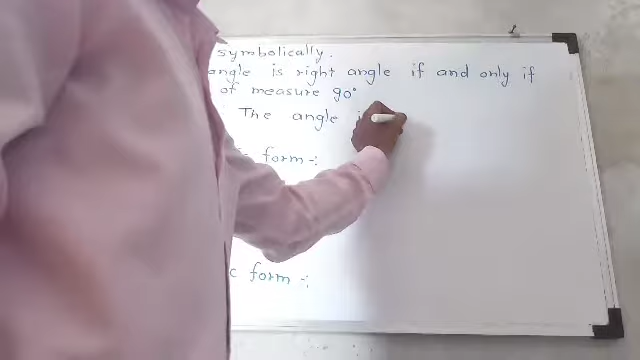 symbolically.
angle is right angle if and only if
of measure 90°
The angle i
c form -:
c form -: